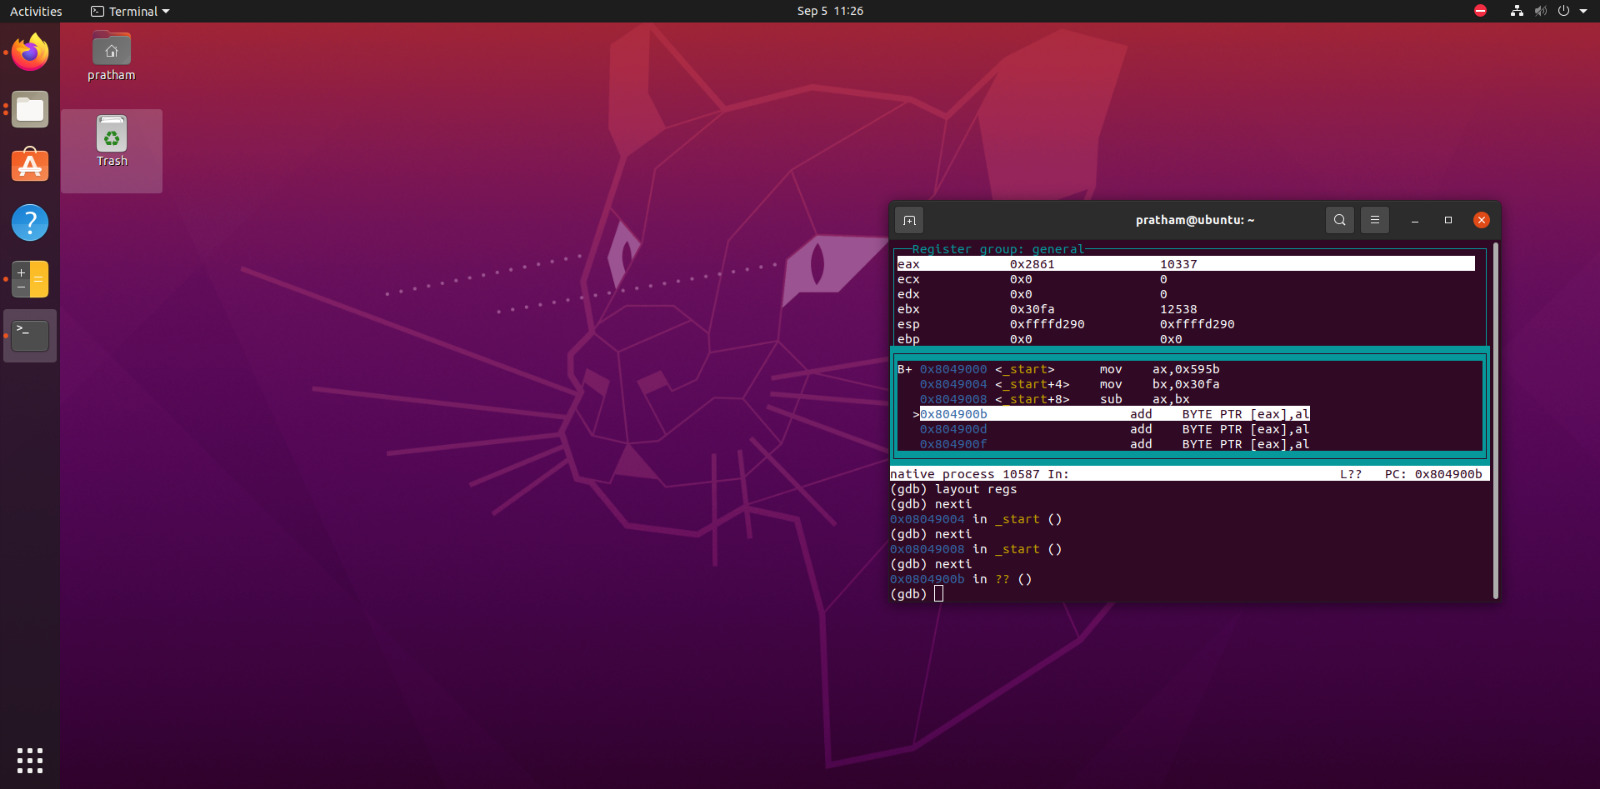 Activities Terminal Sep 5 11:26
pratham
Trash
pratham@ubuntu: ~
Register group: general
eax 0x2861 10337
ecx 0x0 0
edx 0x0 0
ebx 0x30fa 12538
esp 0xffffd290 0xffffd290
ebp 0x0 0x0
B+ 0x8049000 <_start> mov ax,0x595b
0x8049004 <_start+4> mov bx,0x30fa
0x8049008 <_start+8> sub ax,bx
>0x804900b add BYTE PTR [eax],al
0x804900d add BYTE PTR [eax],al
0x804900f add BYTE PTR [eax],al
native process 10587 In: L?? PC: 0x804900b
(gdb) layout regs
(gdb) nexti
0x08049004 in _start ()
(gdb) nexti
0x08049008 in _start ()
(gdb) nexti
0x0804900b in ?? ()
(gdb)